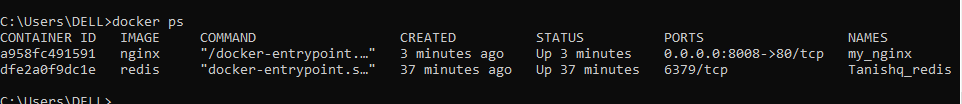 C:\Users\DELL>docker ps
CONTAINER ID   IMAGE     COMMAND                  CREATED          STATUS          PORTS                  NAMES
a958fc491591   nginx     "/docker-entrypoint.…"   3 minutes ago    Up 3 minutes    0.0.0.0:8008->80/tcp   my_nginx
dfe2a0f9dc1e   redis     "docker-entrypoint.s…"   37 minutes ago   Up 37 minutes   6379/tcp               Tanishq_redis
C:\Users\DELL>